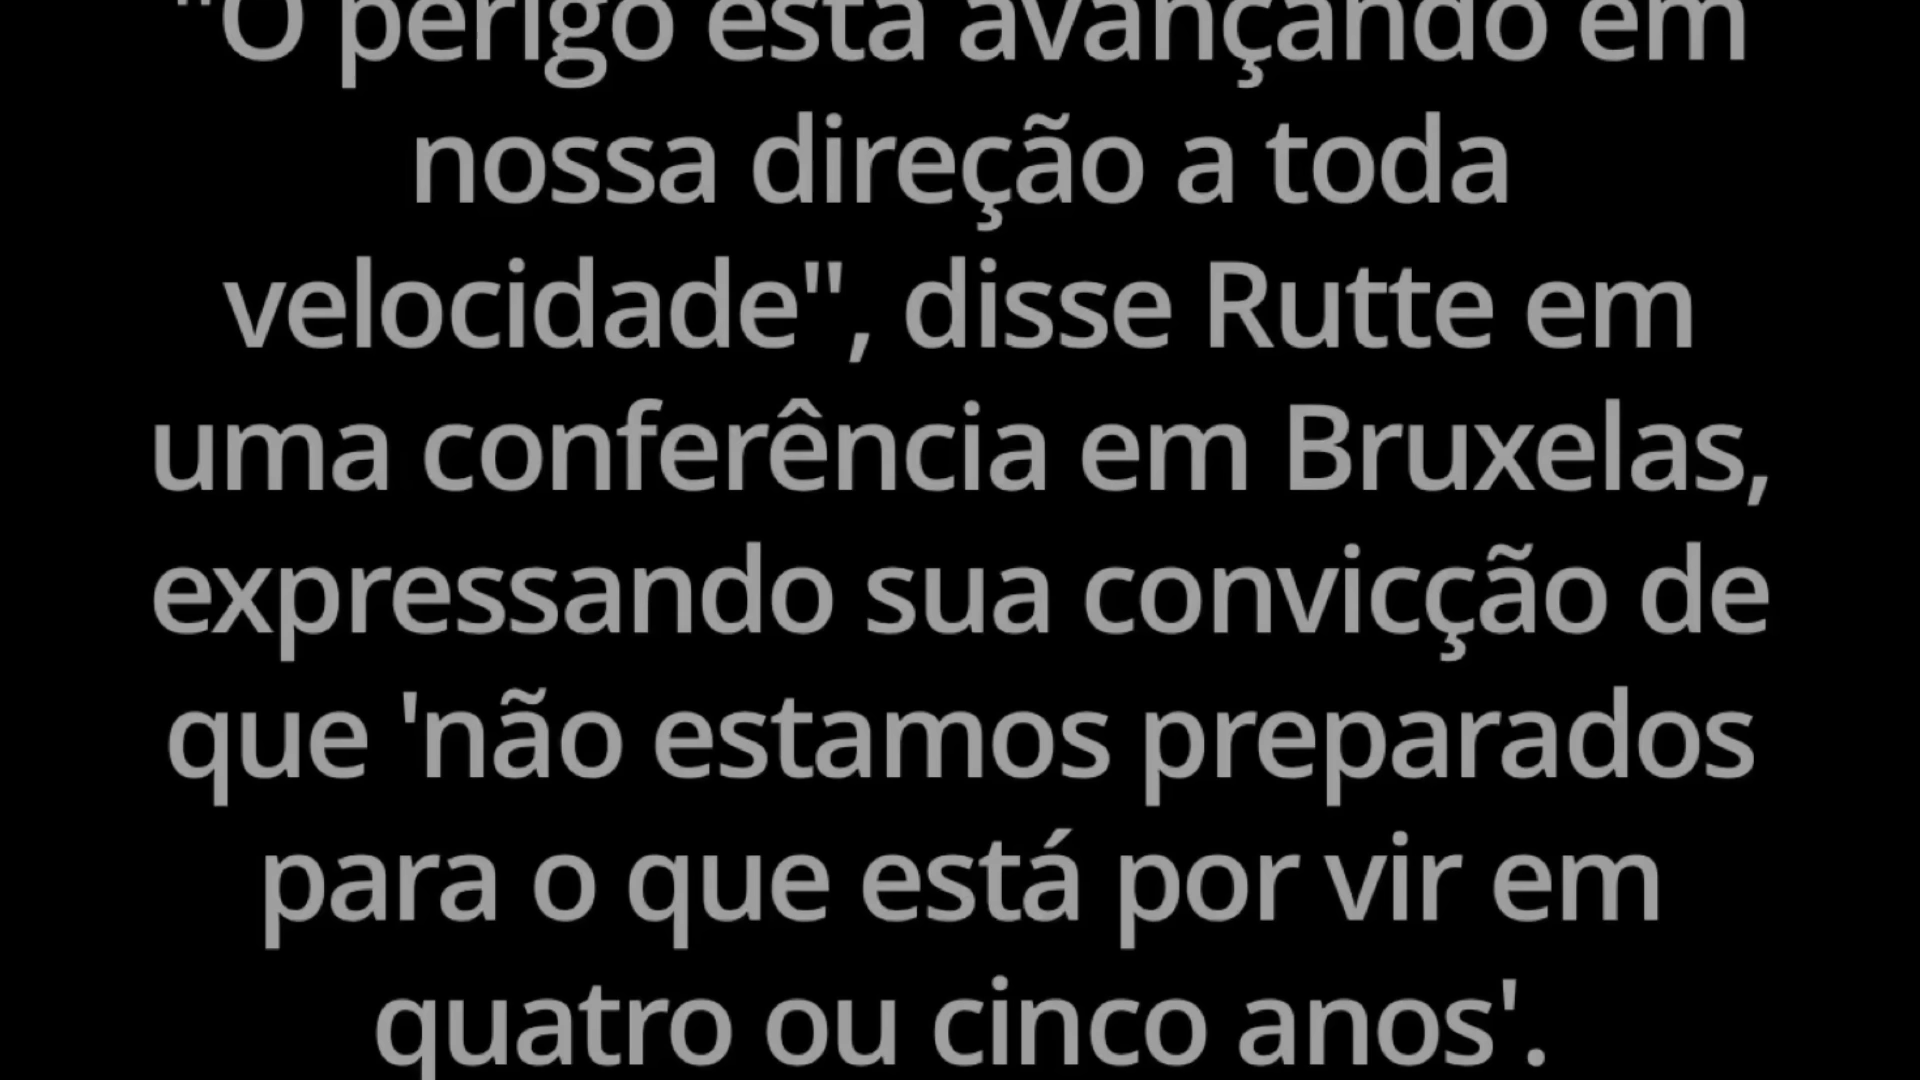 "O perigo está avançando em
nossa direção a toda
velocidade", disse Rutte em
uma conferência em Bruxelas,
expressando sua convicção de
que 'não estamos preparados
para o que está por vir em
quatro ou cinco anos'.